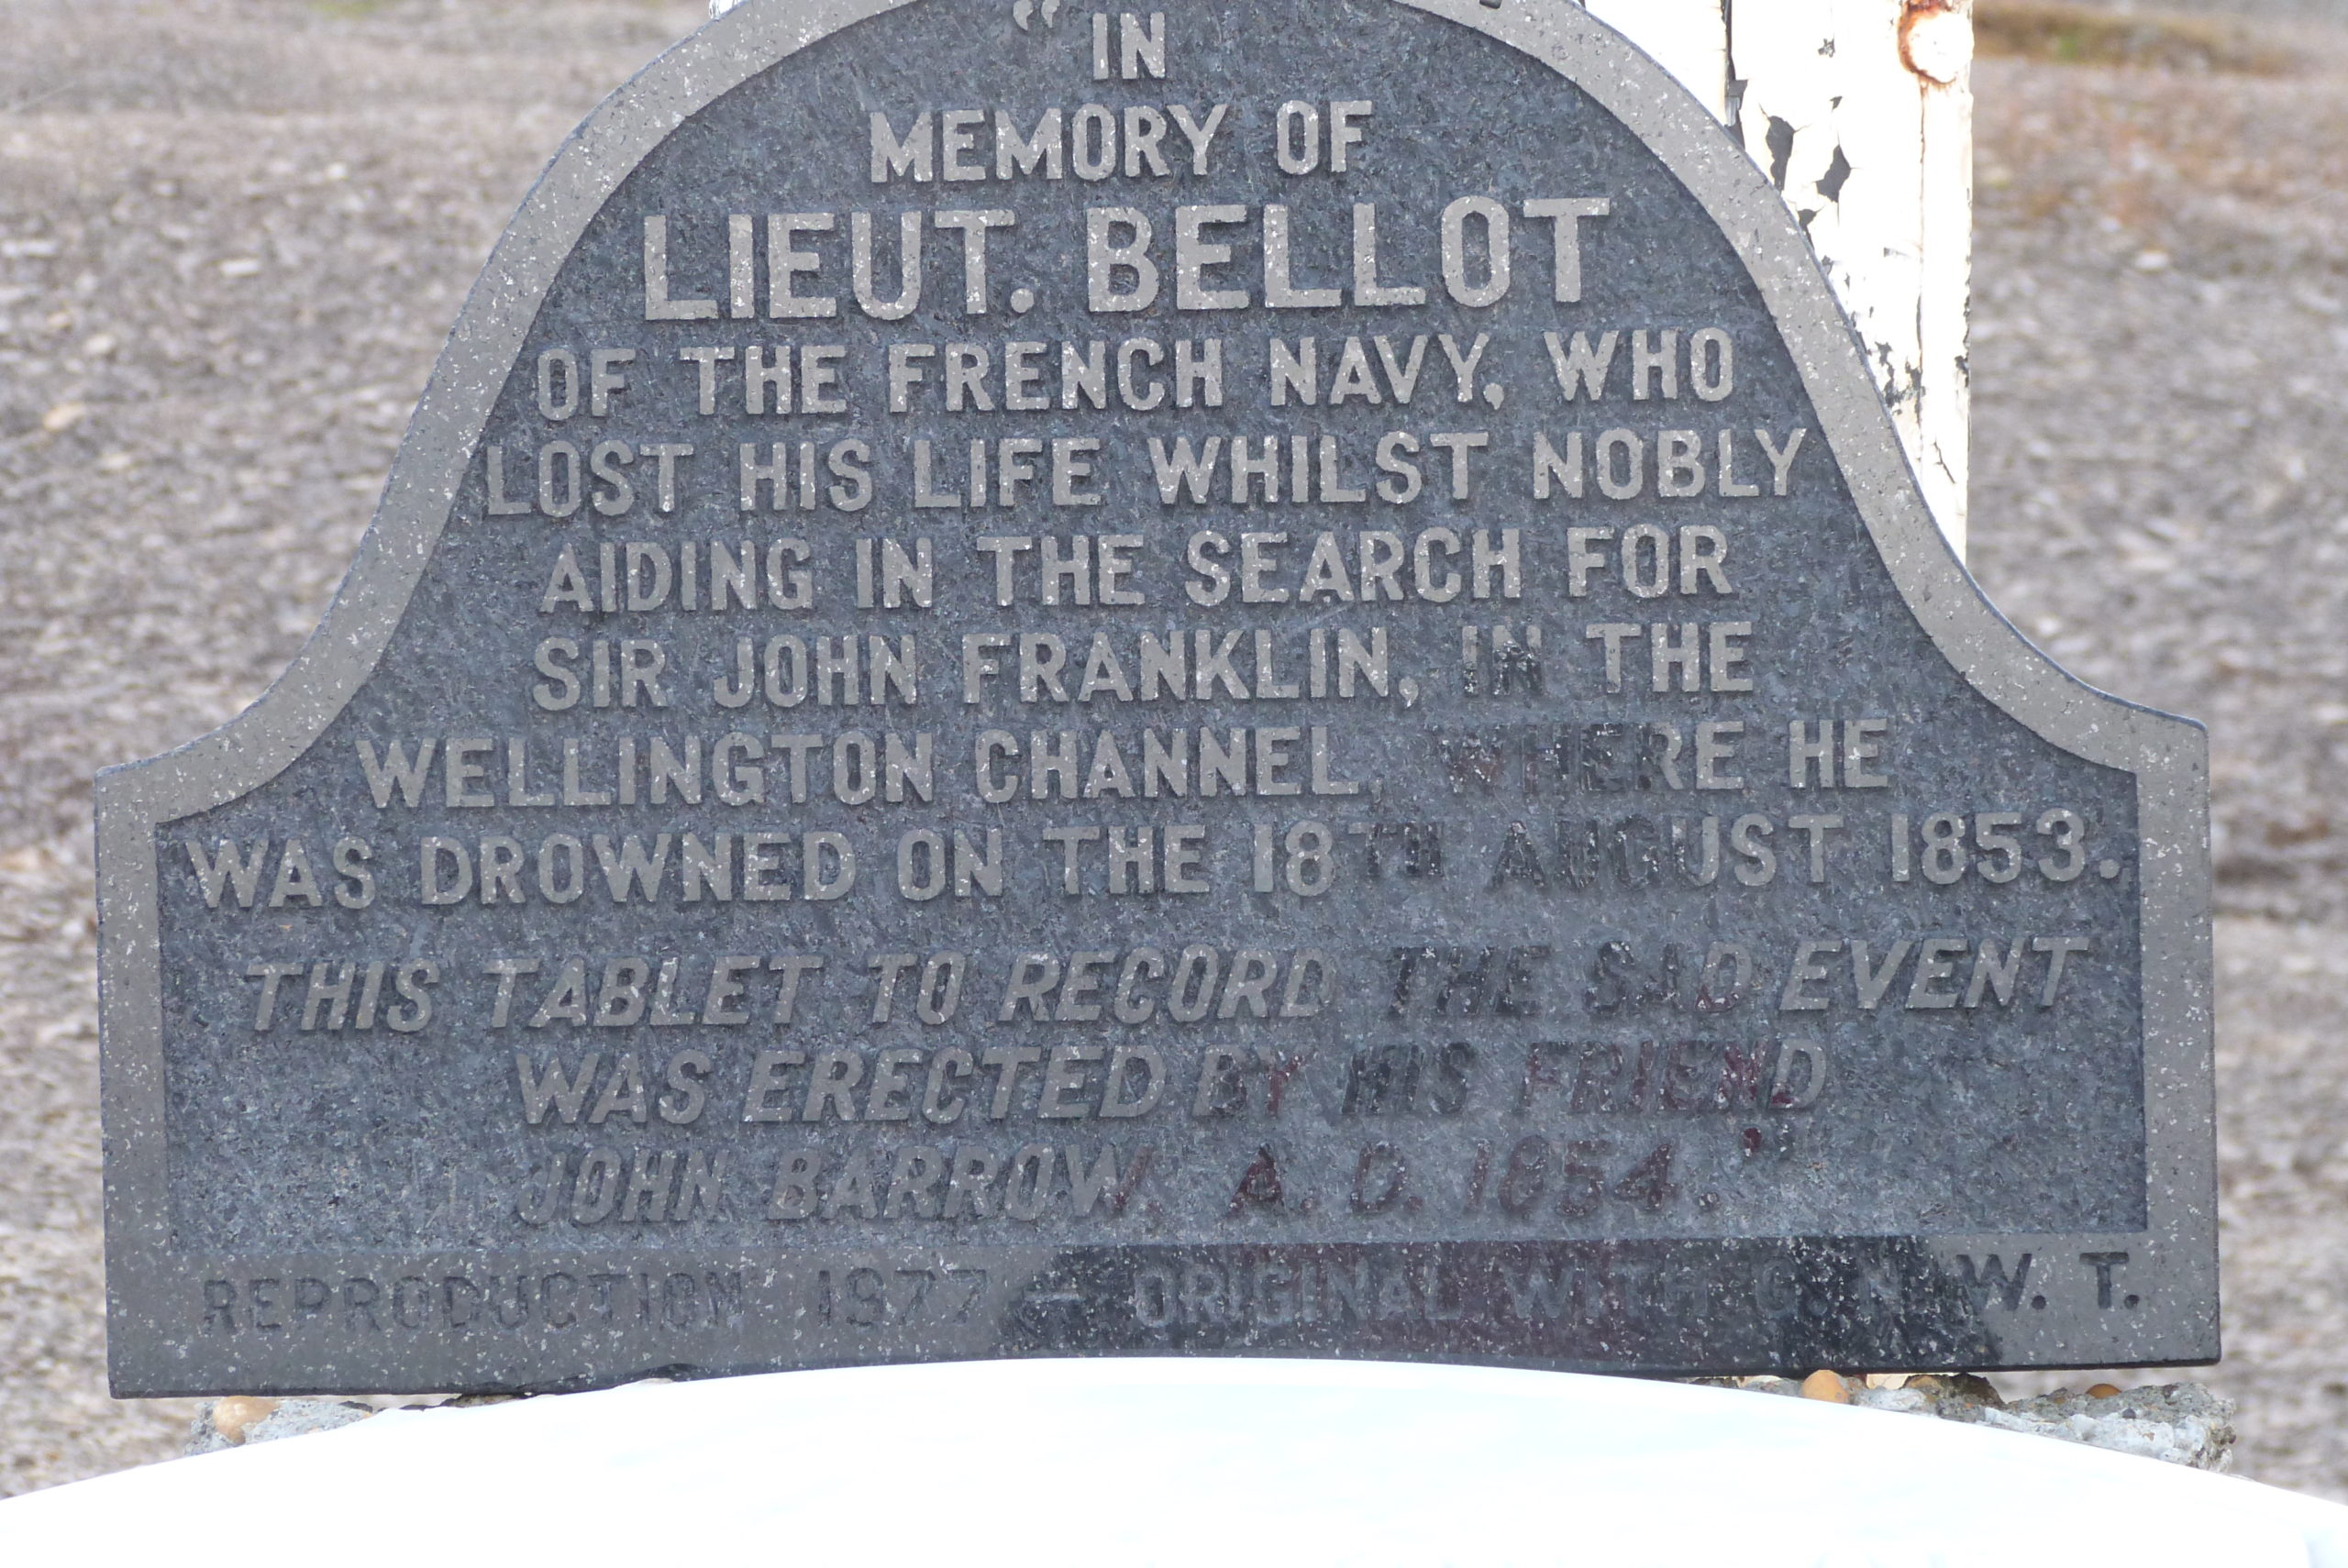 “ IN
MEMORY OF
LIEUT. BELLOT
OF THE FRENCH NAVY, WHO
LOST HIS LIFE WHILST NOBLY
AIDING IN THE SEARCH FOR
SIR JOHN FRANKLIN, IN THE
WELLINGTON CHANNEL, WHERE HE
WAS DROWNED ON THE 18TH AUGUST 1853.
THIS TABLET TO RECORD THE SAD EVENT
WAS ERECTED BY HIS FRIEND
JOHN BARROW. A. D. 1854. ”
REPRODUCTION 1977 – ORIGINAL WITH G. N. W. T.